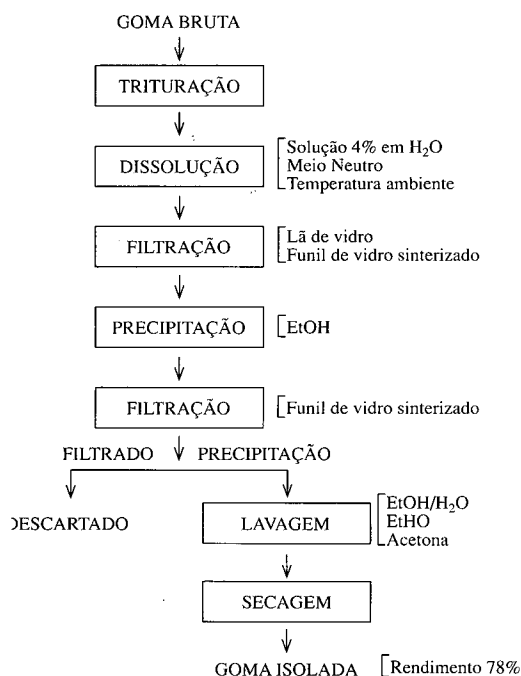 GOMA BRUTA
TRITURAÇÃO
DISSOLUÇÃO
Solução 4% em H₂O
Meio Neutro
Temperatura ambiente
FILTRAÇÃO
Lã de vidro
Funil de vidro sinterizado
PRECIPITAÇÃO
EtOH
FILTRAÇÃO
Funil de vidro sinterizado
FILTRADO PRECIPITAÇÃO
DESCARTADO
LAVAGEM
EtOH/H₂O
EtHO
Acetona
SECAGEM
GOMA ISOLADA
Rendimento 78%